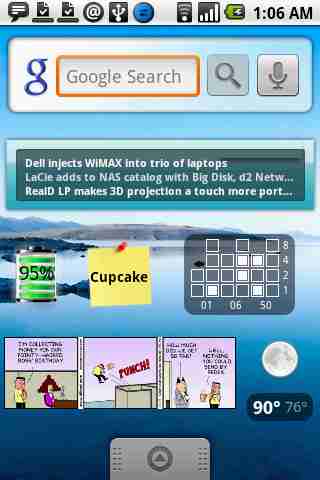 1:06 AM
g Google Search
Dell injects WiMAX into trio of laptops
LaCie adds to NAS catalog with Big Disk, d2 Netw...
RealD LP makes 3D projection a touch more port...
95%
Cupcake
8
4
2
1
01 06 50
I'M COLLECTING
MONEY FOR OUR
POINTY-HAIRED
BOSS' BIRTHDAY.
PUNCH!
HOW MUCH
DID WE GET
SO FAR?
WELL,
NOTHING
YOU COULD
SEND BY
FEDEX.
90° 76°